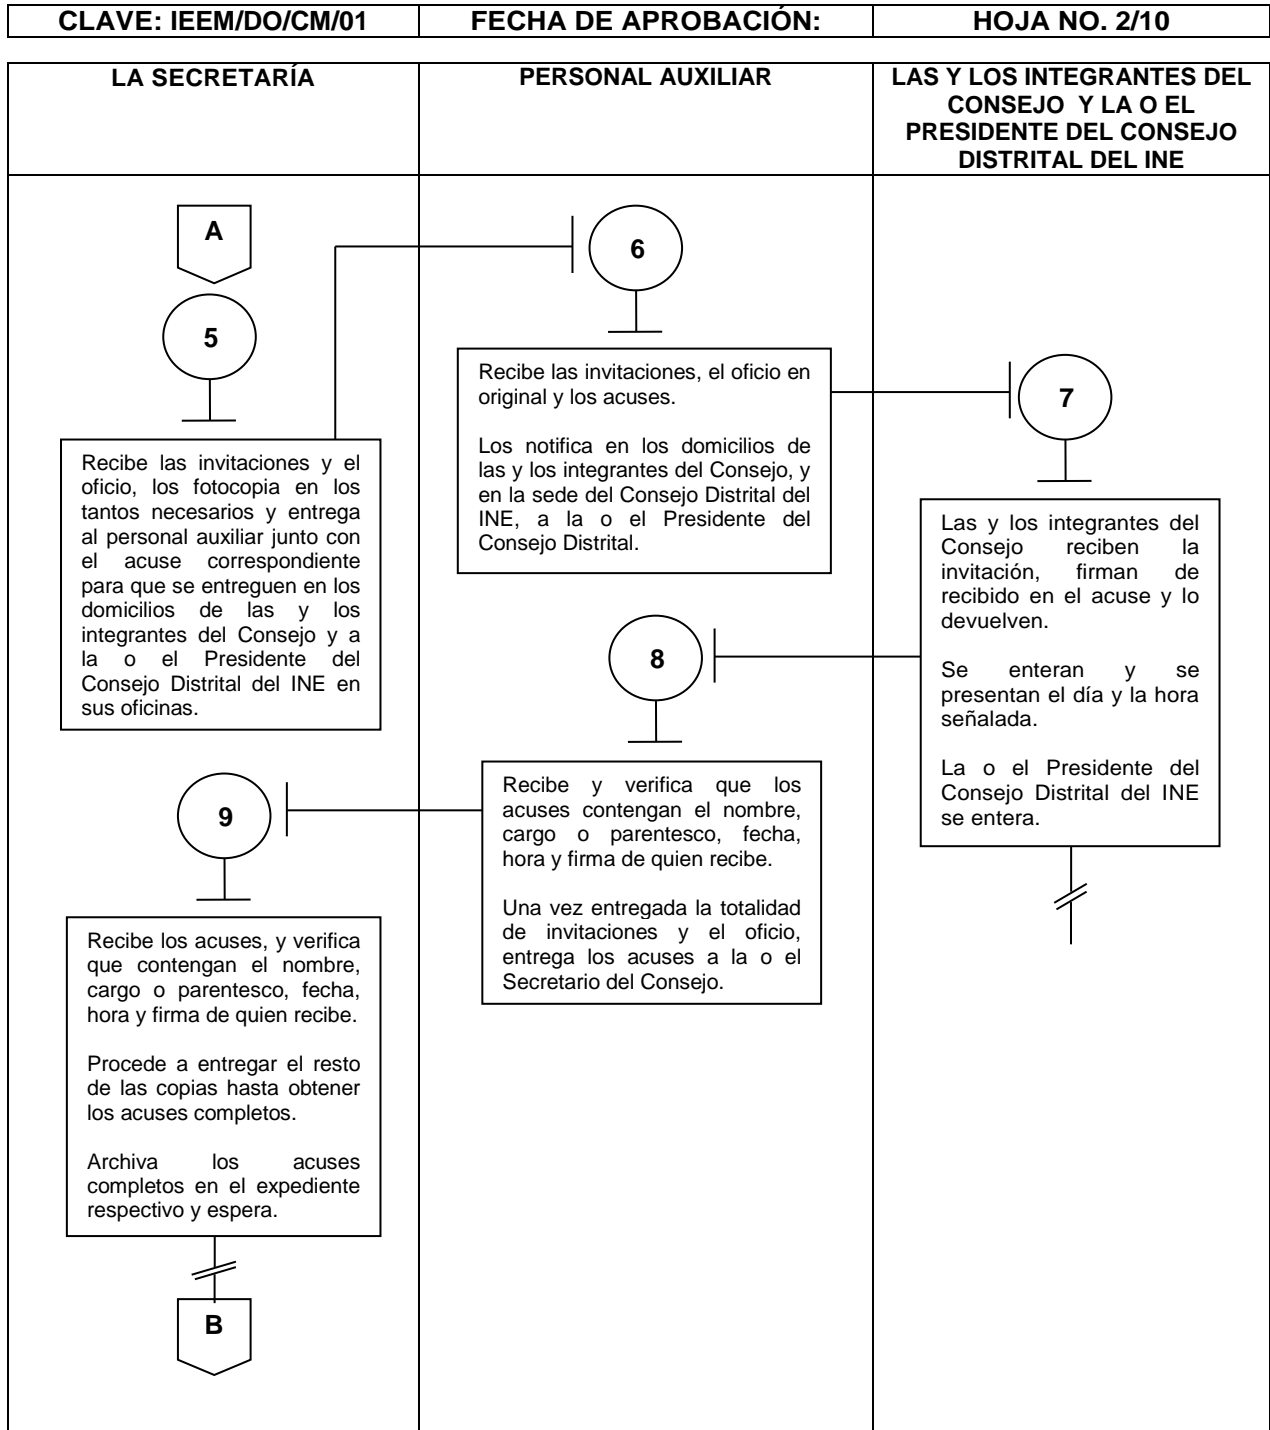 CLAVE: IEEM/DO/CM/01
FECHA DE APROBACIÓN:
HOJA NO. 2/10
LA SECRETARÍA
PERSONAL AUXILIAR
LAS Y LOS INTEGRANTES DEL
CONSEJO Y LA O EL
PRESIDENTE DEL CONSEJO
DISTRITAL DEL INE
A
5
Recibe las invitaciones y el
oficio, los fotocopia en los
tantos necesarios y entrega
al personal auxiliar junto con
el acuse correspondiente
para que se entreguen en los
domicilios de las y los
integrantes del Consejo y a
la o el Presidente del
Consejo Distrital del INE en
sus oficinas.
6
Recibe las invitaciones, el oficio en
original y los acuses.
Los notifica en los domicilios de
las y los integrantes del Consejo, y
en la sede del Consejo Distrital del
INE, a la o el Presidente del
Consejo Distrital.
7
Las y los integrantes del
Consejo reciben la
invitación, firman de
recibido en el acuse y lo
devuelven.
Se enteran y se
presentan el día y la hora
señalada.
La o el Presidente del
Consejo Distrital del INE
se entera.
8
Recibe y verifica que los
acuses contengan el nombre,
cargo o parentesco, fecha,
hora y firma de quien recibe.
Una vez entregada la totalidad
de invitaciones y el oficio,
entrega los acuses a la o el
Secretario del Consejo.
9
Recibe los acuses, y verifica
que contengan el nombre,
cargo o parentesco, fecha,
hora y firma de quien recibe.
Procede a entregar el resto
de las copias hasta obtener
los acuses completos.
Archiva los acuses
completos en el expediente
respectivo y espera.
B